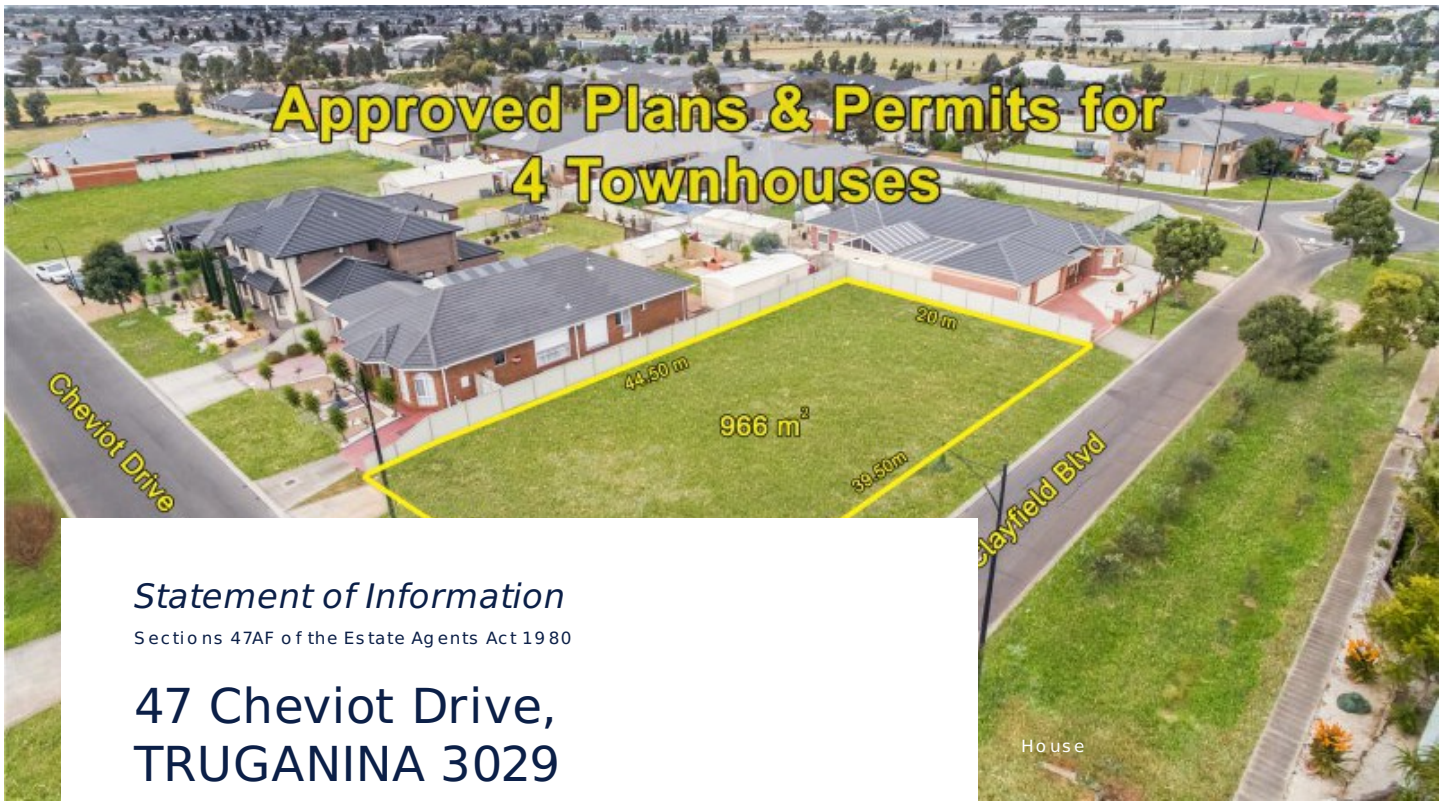 Approved Plans & Permits for
4 Townhouses
20 m
44.50 m
966 m²
39.50m
Cheviot Drive
Clayfield Blvd
Statement of Information
Sections 47AF of the Estate Agents Act 1980
47 Cheviot Drive,
TRUGANINA 3029
House